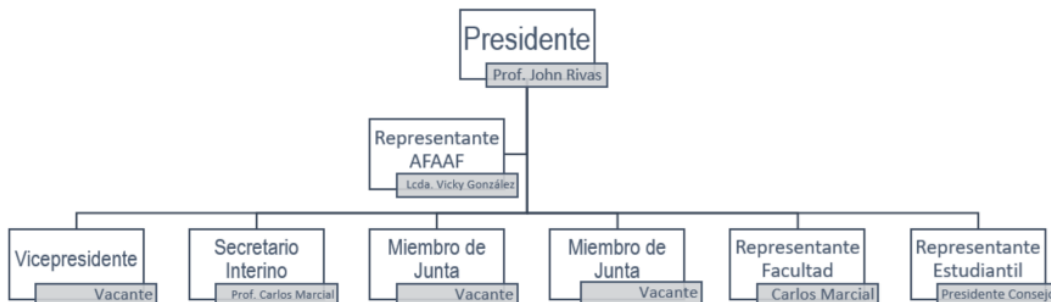 Presidente
Prof. John Rivas
Representante
AFAAF
Lcda. Vicky González
Vicepresidente
Vacante
Secretario
Interino
Prof. Carlos Marcial
Miembro de
Junta
Vacante
Miembro de
Junta
Vacante
Representante
Facultad
Carlos Marcial
Representante
Estudiantil
Presidente Consejo